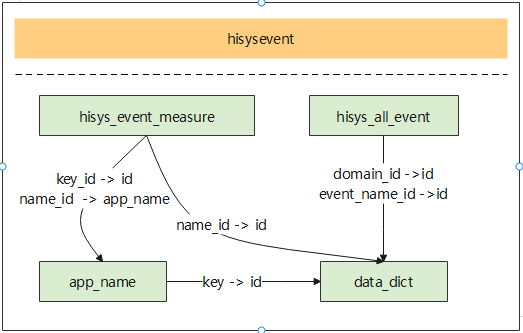 hisysevent
hisys_event_measure
hisys_all_event
key_id -> id
name_id -> app_name
domain_id ->id
event_name_id ->id
name_id -> id
app_name
key -> id
data_dict